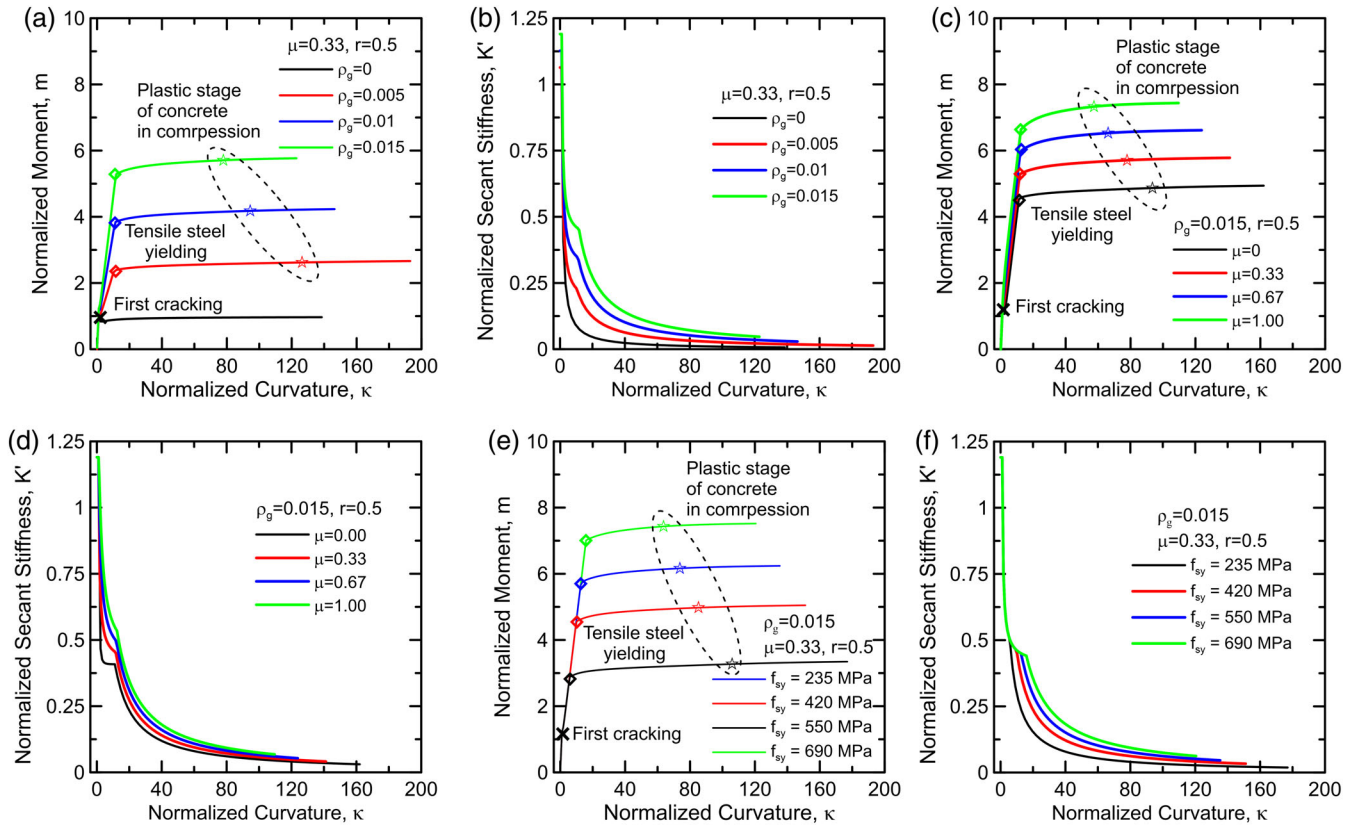 (a)
Normalized Moment, m
10
8
6
4
2
0
0 40 80 120 160 200
Normalized Curvature, κ
μ=0.33, r=0.5
ρg=0
ρg=0.005
ρg=0.01
ρg=0.015
Plastic stage
of concrete
in comrpession
Tensile steel
yielding
First cracking
(b)
Normalized Secant Stiffness, K'
1.25
1
0.75
0.5
0.25
0
0 40 80 120 160 200
Normalized Curvature, κ
μ=0.33, r=0.5
ρg=0
ρg=0.005
ρg=0.01
ρg=0.015
(c)
Normalized Moment, m
10
8
6
4
2
0
0 40 80 120 160 200
Normalized Curvature, κ
Plastic stage
of concrete
in comrpession
Tensile steel
yielding
ρg=0.015, r=0.5
μ=0
μ=0.33
μ=0.67
μ=1.00
First cracking
(d)
Normalized Secant Stiffness, K'
1.25
1
0.75
0.5
0.25
0
0 40 80 120 160 200
Normalized Curvature, κ
ρg=0.015, r=0.5
μ=0.00
μ=0.33
μ=0.67
μ=1.00
(e)
Normalized Moment, m
10
8
6
4
2
0
0 40 80 120 160 200
Normalized Curvature, κ
Plastic stage
of concrete
in comrpession
Tensile steel
yielding
ρg=0.015
μ=0.33, r=0.5
fsy = 235 MPa
fsy = 420 MPa
fsy = 550 MPa
fsy = 690 MPa
First cracking
(f)
Normalized Secant Stiffness, K'
1.25
1
0.75
0.5
0.25
0
0 40 80 120 160 200
Normalized Curvature, κ
ρg=0.015
μ=0.33, r=0.5
fsy = 235 MPa
fsy = 420 MPa
fsy = 550 MPa
fsy = 690 MPa